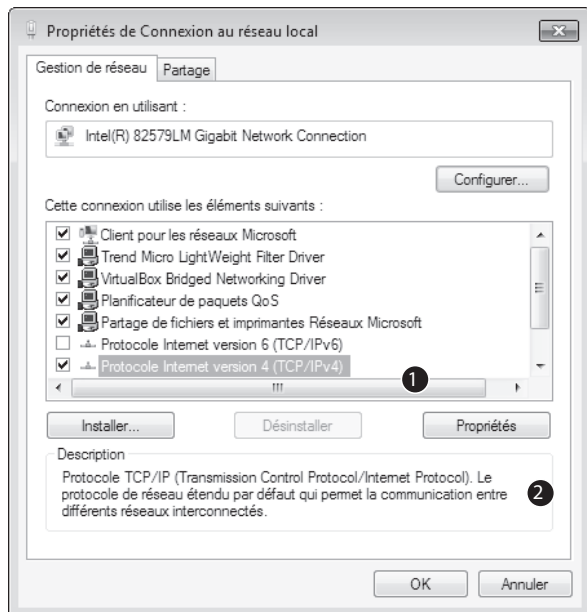 Propriétés de Connexion au réseau local
Gestion de réseau
Partage
Connexion en utilisant :
Intel(R) 82579LM Gigabit Network Connection
Configurer...
Cette connexion utilise les éléments suivants :
Client pour les réseaux Microsoft
Trend Micro LightWeight Filter Driver
VirtualBox Bridged Networking Driver
Planificateur de paquets QoS
Partage de fichiers et imprimantes Réseaux Microsoft
Protocole Internet version 6 (TCP/IPv6)
Protocole Internet version 4 (TCP/IPv4)
1
Installer...
Désinstaller
Propriétés
Description
Protocole TCP/IP (Transmission Control Protocol/Internet Protocol). Le
protocole de réseau étendu par défaut qui permet la communication entre
différents réseaux interconnectés.
2
OK
Annuler